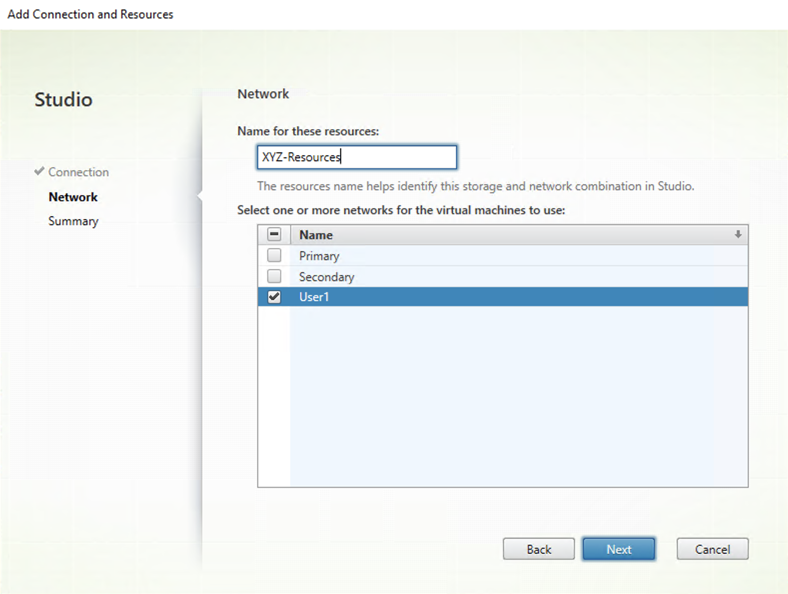 Add Connection and Resources
Studio
Connection
Network
Summary
Network
Name for these resources:
XYZ-Resources
The resources name helps identify this storage and network combination in Studio.
Select one or more networks for the virtual machines to use:
Name
Primary
Secondary
User1
Back
Next
Cancel